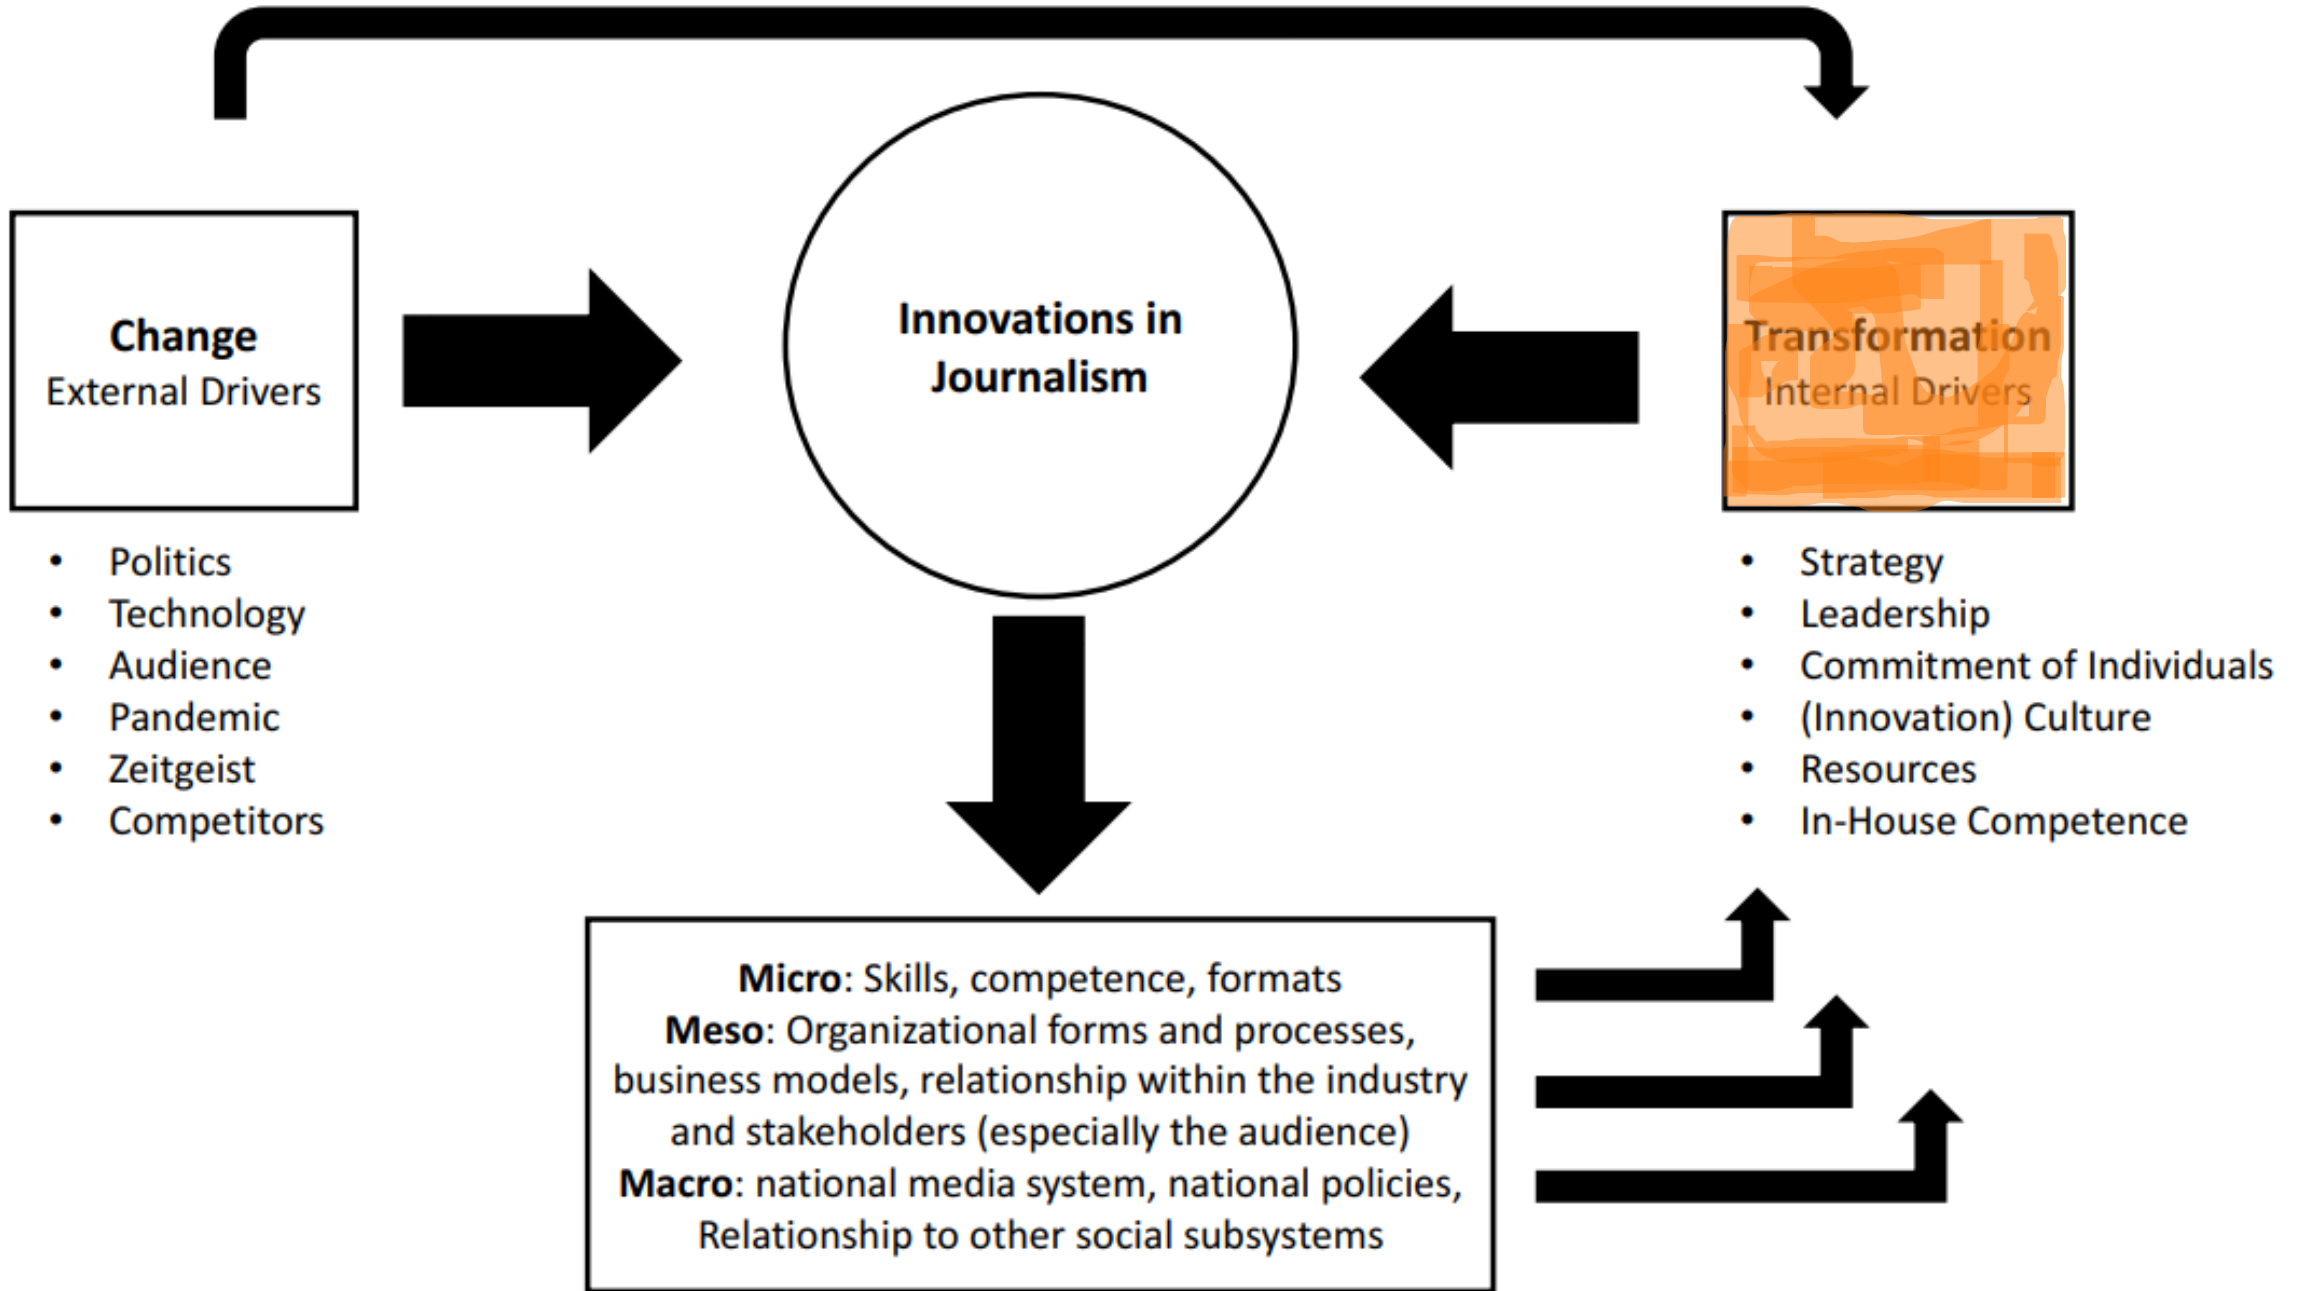 Change
External Drivers
• Politics
• Technology
• Audience
• Pandemic
• Zeitgeist
• Competitors
Innovations in
Journalism
Transformation
Internal Drivers
• Strategy
• Leadership
• Commitment of Individuals
• (Innovation) Culture
• Resources
• In-House Competence
Micro: Skills, competence, formats
Meso: Organizational forms and processes,
business models, relationship within the industry
and stakeholders (especially the audience)
Macro: national media system, national policies,
Relationship to other social subsystems